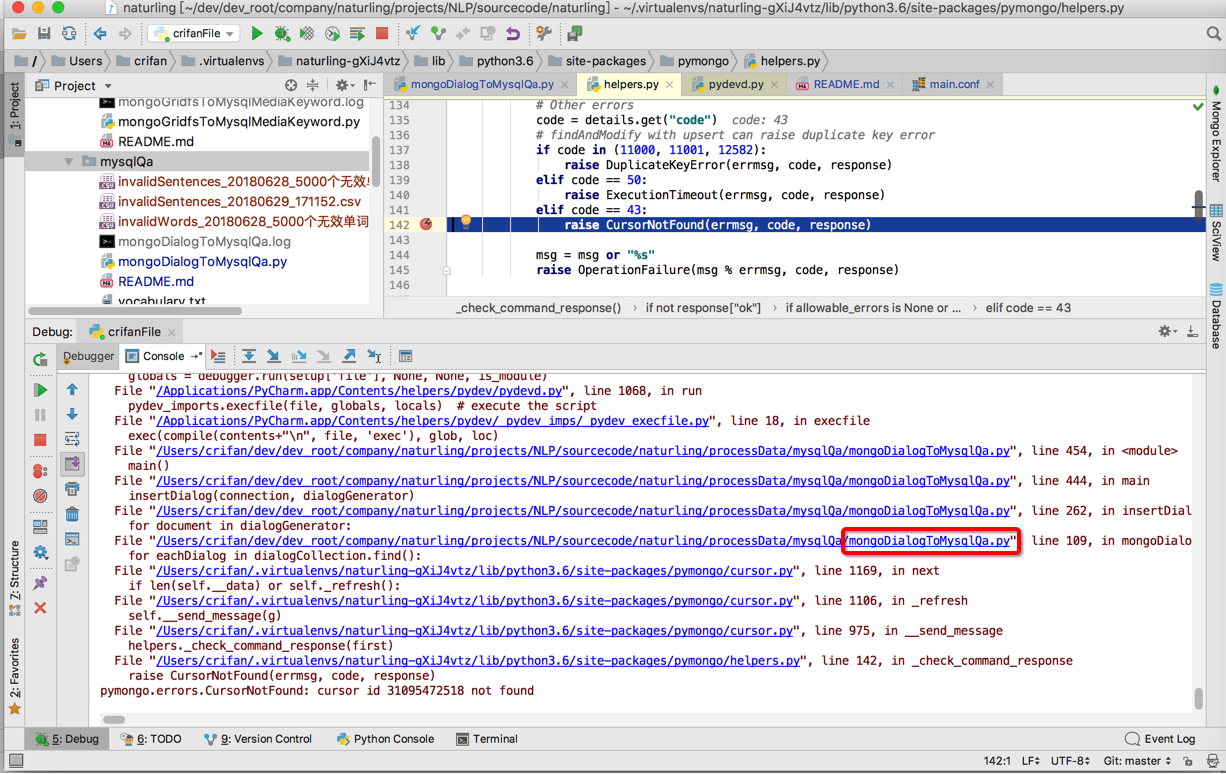 naturling [~/dev/dev_root/company/naturling/projects/NLP/sourcecode/naturling] - ~/.virtualenvs/naturling-gXiJ4vtz/lib/python3.6/site-packages/pymongo/helpers.py
crifanFile
/ Users crifan .virtualenvs naturling-gXiJ4vtz lib python3.6 site-packages pymongo helpers.py
Project
mongoDialogToMysqlQa.py helpers.py pydevd.py README.md main.conf
1: Project
mongoGridfsToMysqlMediaKeyword.log
mongoGridfsToMysqlMediaKeyword.py
README.md
mysqlQa
invalidSentences_20180628_5000个无效
invalidSentences_20180629_171152.csv
invalidWords_20180628_5000个无效单词
mongoDialogToMysqlQa.log
mongoDialogToMysqlQa.py
README.md
vocabulary.txt
134 # Other errors
135 code = details.get("code") code: 43
136 # findAndModify with upsert can raise duplicate key error
137 if code in (11000, 11001, 12582):
138 raise DuplicateKeyError(errmsg, code, response)
139 elif code == 50:
140 raise ExecutionTimeout(errmsg, code, response)
141 elif code == 43:
142 raise CursorNotFound(errmsg, code, response)
143
144 msg = msg or "%s"
145 raise OperationFailure(msg % errmsg, code, response)
146
_check_command_response() › if not response["ok"] › if allowable_errors is None or ... › elif code == 43
Mongo Explorer
SciView
Database
Debug: crifanFile
Debugger Console
globals = debugger.run(setup['file'], None, None, is_module)
File "/Applications/PyCharm.app/Contents/helpers/pydev/pydevd.py", line 1068, in run
pydev_imports.execfile(file, globals, locals)  # execute the script
File "/Applications/PyCharm.app/Contents/helpers/pydev/_pydev_imps/_pydev_execfile.py", line 18, in execfile
exec(compile(contents+"\n", file, 'exec'), glob, loc)
File "/Users/crifan/dev/dev_root/company/naturling/projects/NLP/sourcecode/naturling/processData/mysqlQa/mongoDialogToMysqlQa.py", line 454, in <module>
main()
File "/Users/crifan/dev/dev_root/company/naturling/projects/NLP/sourcecode/naturling/processData/mysqlQa/mongoDialogToMysqlQa.py", line 444, in main
insertDialog(connection, dialogGenerator)
File "/Users/crifan/dev/dev_root/company/naturling/projects/NLP/sourcecode/naturling/processData/mysqlQa/mongoDialogToMysqlQa.py", line 262, in insertDial
for document in dialogGenerator:
File "/Users/crifan/dev/dev_root/company/naturling/projects/NLP/sourcecode/naturling/processData/mysqlQa/mongoDialogToMysqlQa.py" line 109, in mongoDialo
for eachDialog in dialogCollection.find():
File "/Users/crifan/.virtualenvs/naturling-gXiJ4vtz/lib/python3.6/site-packages/pymongo/cursor.py", line 1169, in next
if len(self.__data) or self._refresh():
File "/Users/crifan/.virtualenvs/naturling-gXiJ4vtz/lib/python3.6/site-packages/pymongo/cursor.py", line 1106, in _refresh
self.__send_message(g)
File "/Users/crifan/.virtualenvs/naturling-gXiJ4vtz/lib/python3.6/site-packages/pymongo/cursor.py", line 975, in __send_message
helpers._check_command_response(first)
File "/Users/crifan/.virtualenvs/naturling-gXiJ4vtz/lib/python3.6/site-packages/pymongo/helpers.py", line 142, in _check_command_response
raise CursorNotFound(errmsg, code, response)
pymongo.errors.CursorNotFound: cursor id 31095472518 not found
7: Structure
2: Favorites
5: Debug 6: TODO 9: Version Control Python Console Terminal Event Log
142:1 LF UTF-8 Git: master